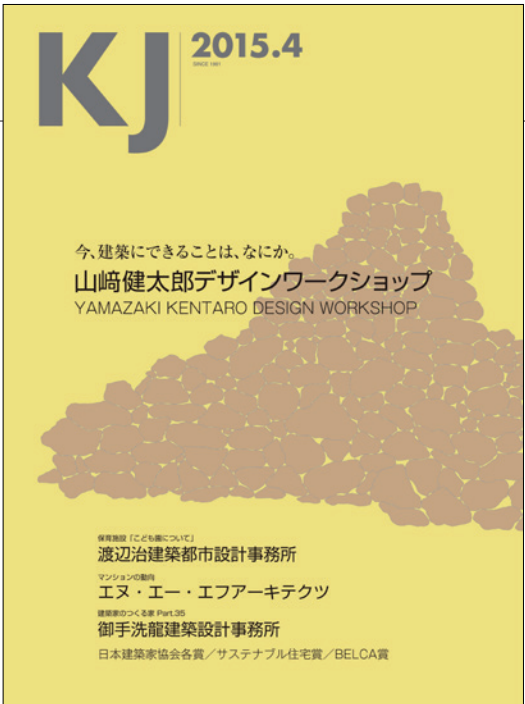 KJ
2015.4
SINCE 1961
今、建築にできることは、なにか。
山﨑健太郎デザインワークショップ
YAMAZAKI KENTARO DESIGN WORKSHOP
保育施設「こども園について」
渡辺治建築都市設計事務所
マンションの動向
エヌ・エー・エフアーキテクツ
建築家のつくる家 Part.35
御手洗龍建築設計事務所
日本建築家協会各賞／サステナブル住宅賞／BELCA賞